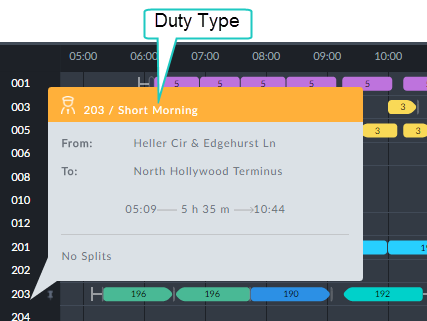 Duty Type
05:00 06:00 07:00 08:00 09:00 10:00
001 5 5 5 5 5 5
003 3
203 / Short Morning
005 3 3
From: Heller Cir & Edgehurst Ln
006
To: North Hollywood Terminus
008
010
05:09 5 h 35 m 10:44
012
201 19
No Splits
202
203 196 196 190 192
204